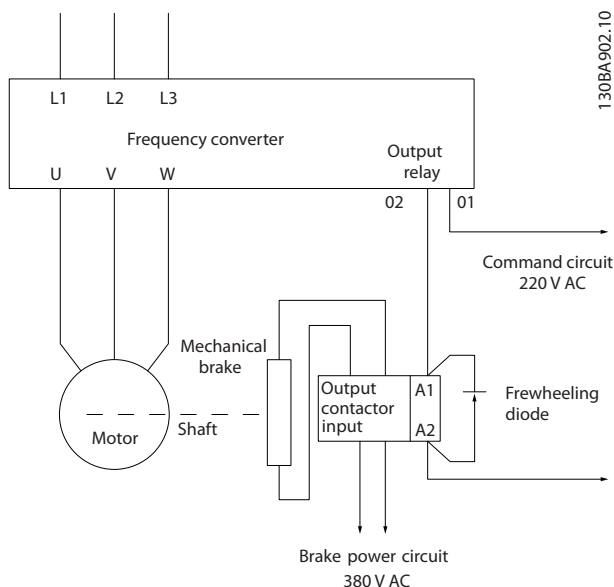 130BA902.10
L1 L2 L3
Frequency converter
U V W
Output
relay
02 01
Command circuit
220 V AC
Mechanical
brake
Output
contactor
input
A1
A2
Frewheeling
diode
Shaft
Motor
Brake power circuit
380 V AC